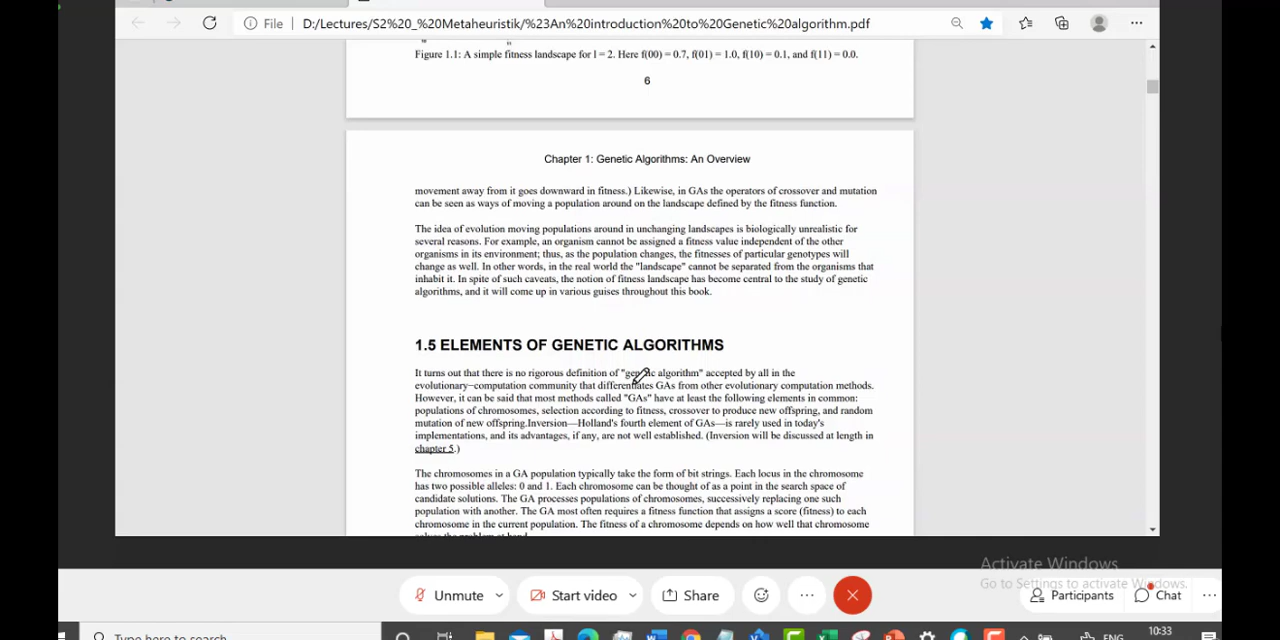 File
D:/Lectures/S2%20_%20Metaheuristik/%23An%20introduction%20to%20Genetic%20algorithm.pdf
Figure 1.1: A simple fitness landscape for l = 2. Here f(00) = 0.7, f(01) = 1.0, f(10) = 0.1, and f(11) = 0.0.
6
Chapter 1: Genetic Algorithms: An Overview
movement away from it goes downward in fitness.) Likewise, in GAs the operators of crossover and mutation
can be seen as ways of moving a population around on the landscape defined by the fitness function.
The idea of evolution moving populations around in unchanging landscapes is biologically unrealistic for
several reasons. For example, an organism cannot be assigned a fitness value independent of the other
organisms in its environment; thus, as the population changes, the fitnesses of particular genotypes will
change as well. In other words, in the real world the "landscape" cannot be separated from the organisms that
inhabit it. In spite of such caveats, the notion of fitness landscape has become central to the study of genetic
algorithms, and it will come up in various guises throughout this book.
1.5 ELEMENTS OF GENETIC ALGORITHMS
It turns out that there is no rigorous definition of "genetic algorithm" accepted by all in the
evolutionary−computation community that differentiates GAs from other evolutionary computation methods.
However, it can be said that most methods called "GAs" have at least the following elements in common:
populations of chromosomes, selection according to fitness, crossover to produce new offspring, and random
mutation of new offspring.Inversion—Holland's fourth element of GAs—is rarely used in today's
implementations, and its advantages, if any, are not well established. (Inversion will be discussed at length in
chapter 5.)
The chromosomes in a GA population typically take the form of bit strings. Each locus in the chromosome
has two possible alleles: 0 and 1. Each chromosome can be thought of as a point in the search space of
candidate solutions. The GA processes populations of chromosomes, successively replacing one such
population with another. The GA most often requires a fitness function that assigns a score (fitness) to each
chromosome in the current population. The fitness of a chromosome depends on how well that chromosome
solves the problem at hand.
Activate Windows
Go to Settings to activate Windows.
Unmute
Start video
Share
Participants
Chat
Type here to search
ENG
10:33